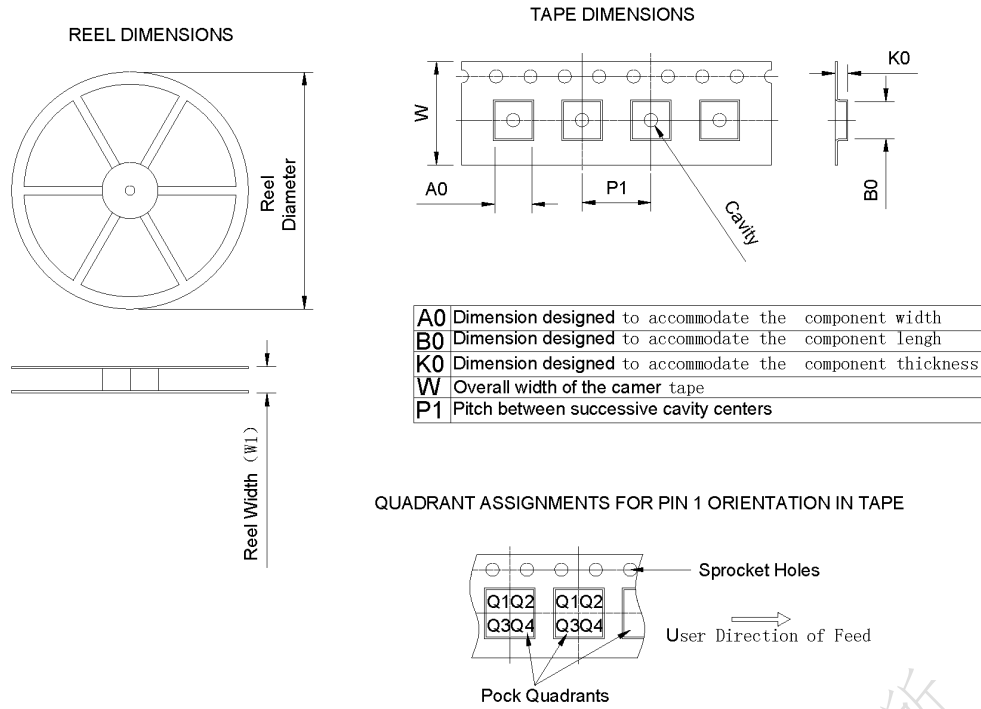 REEL DIMENSIONS
Reel
Diameter
Reel Width (W1)
TAPE DIMENSIONS
W
A0
P1
Cavity
K0
B0
A0 Dimension designed to accommodate the component width
B0 Dimension designed to accommodate the component lengh
K0 Dimension designed to accommodate the component thickness
W Overall width of the camer tape
P1 Pitch between successive cavity centers
QUADRANT ASSIGNMENTS FOR PIN 1 ORIENTATION IN TAPE
Sprocket Holes
Q1Q2 Q1Q2
Q3Q4 Q3Q4
User Direction of Feed
Pock Quadrants